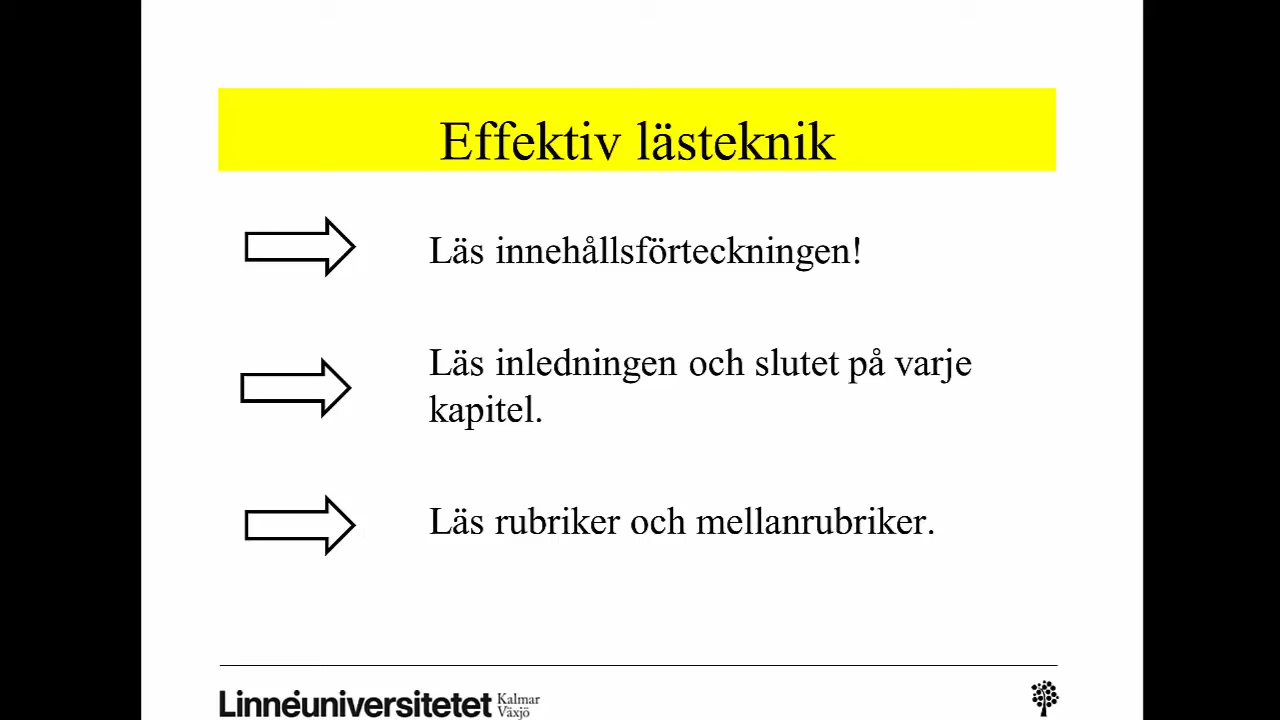 Effektiv lästeknik
Läs innehållsförteckningen!
Läs inledningen och slutet på varje
kapitel.
Läs rubriker och mellanrubriker.
Linnéuniversitetet Kalmar
Växjö